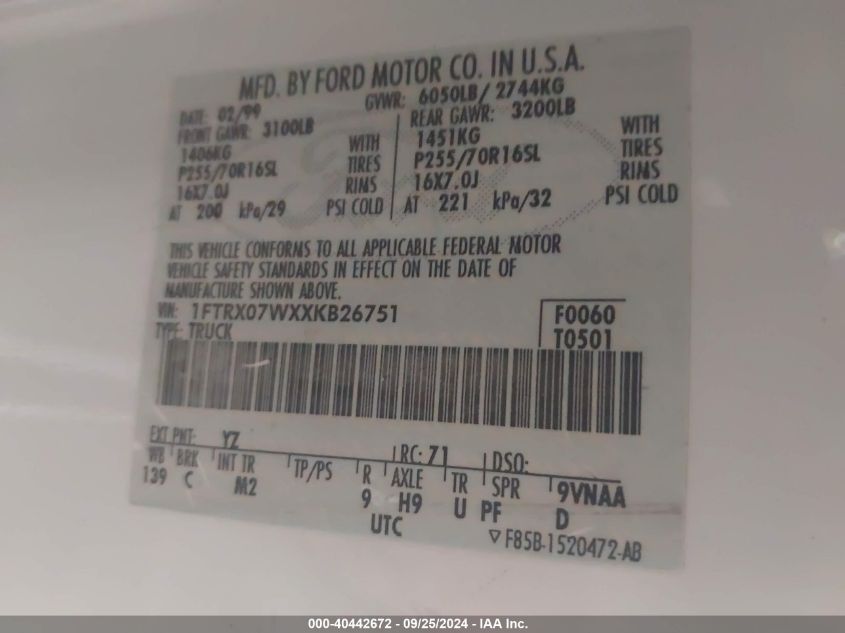 MFD. BY FORD MOTOR CO. IN U.S.A.
DATE: 02/99 GVWR: 6050LB/ 2744KG
FRONT GAWR: 3100LB REAR GAWR: 3200LB
1406KG WITH 1451KG WITH
P255/70R16SL TIRES P255/70R16SL TIRES
16X7.0J RIMS 16X7.0J RIMS
AT 200 kPa/29 PSI COLD AT 221 kPa/32 PSI COLD
THIS VEHICLE CONFORMS TO ALL APPLICABLE FEDERAL MOTOR
VEHICLE SAFETY STANDARDS IN EFFECT ON THE DATE OF
MANUFACTURE SHOWN ABOVE.
VIN: 1FTRX07WXXKB26751 F0060
TYPE: TRUCK T0501
EXT PNT: YZ RC: 71 DSO:
WB BRK INT TR TP/PS R AXLE TR SPR 9VNAA
139 C M2 9 H9 U PF D
UTC ▽ F85B-1520472-AB
000-40442672 - 09/25/2024 - IAA Inc.